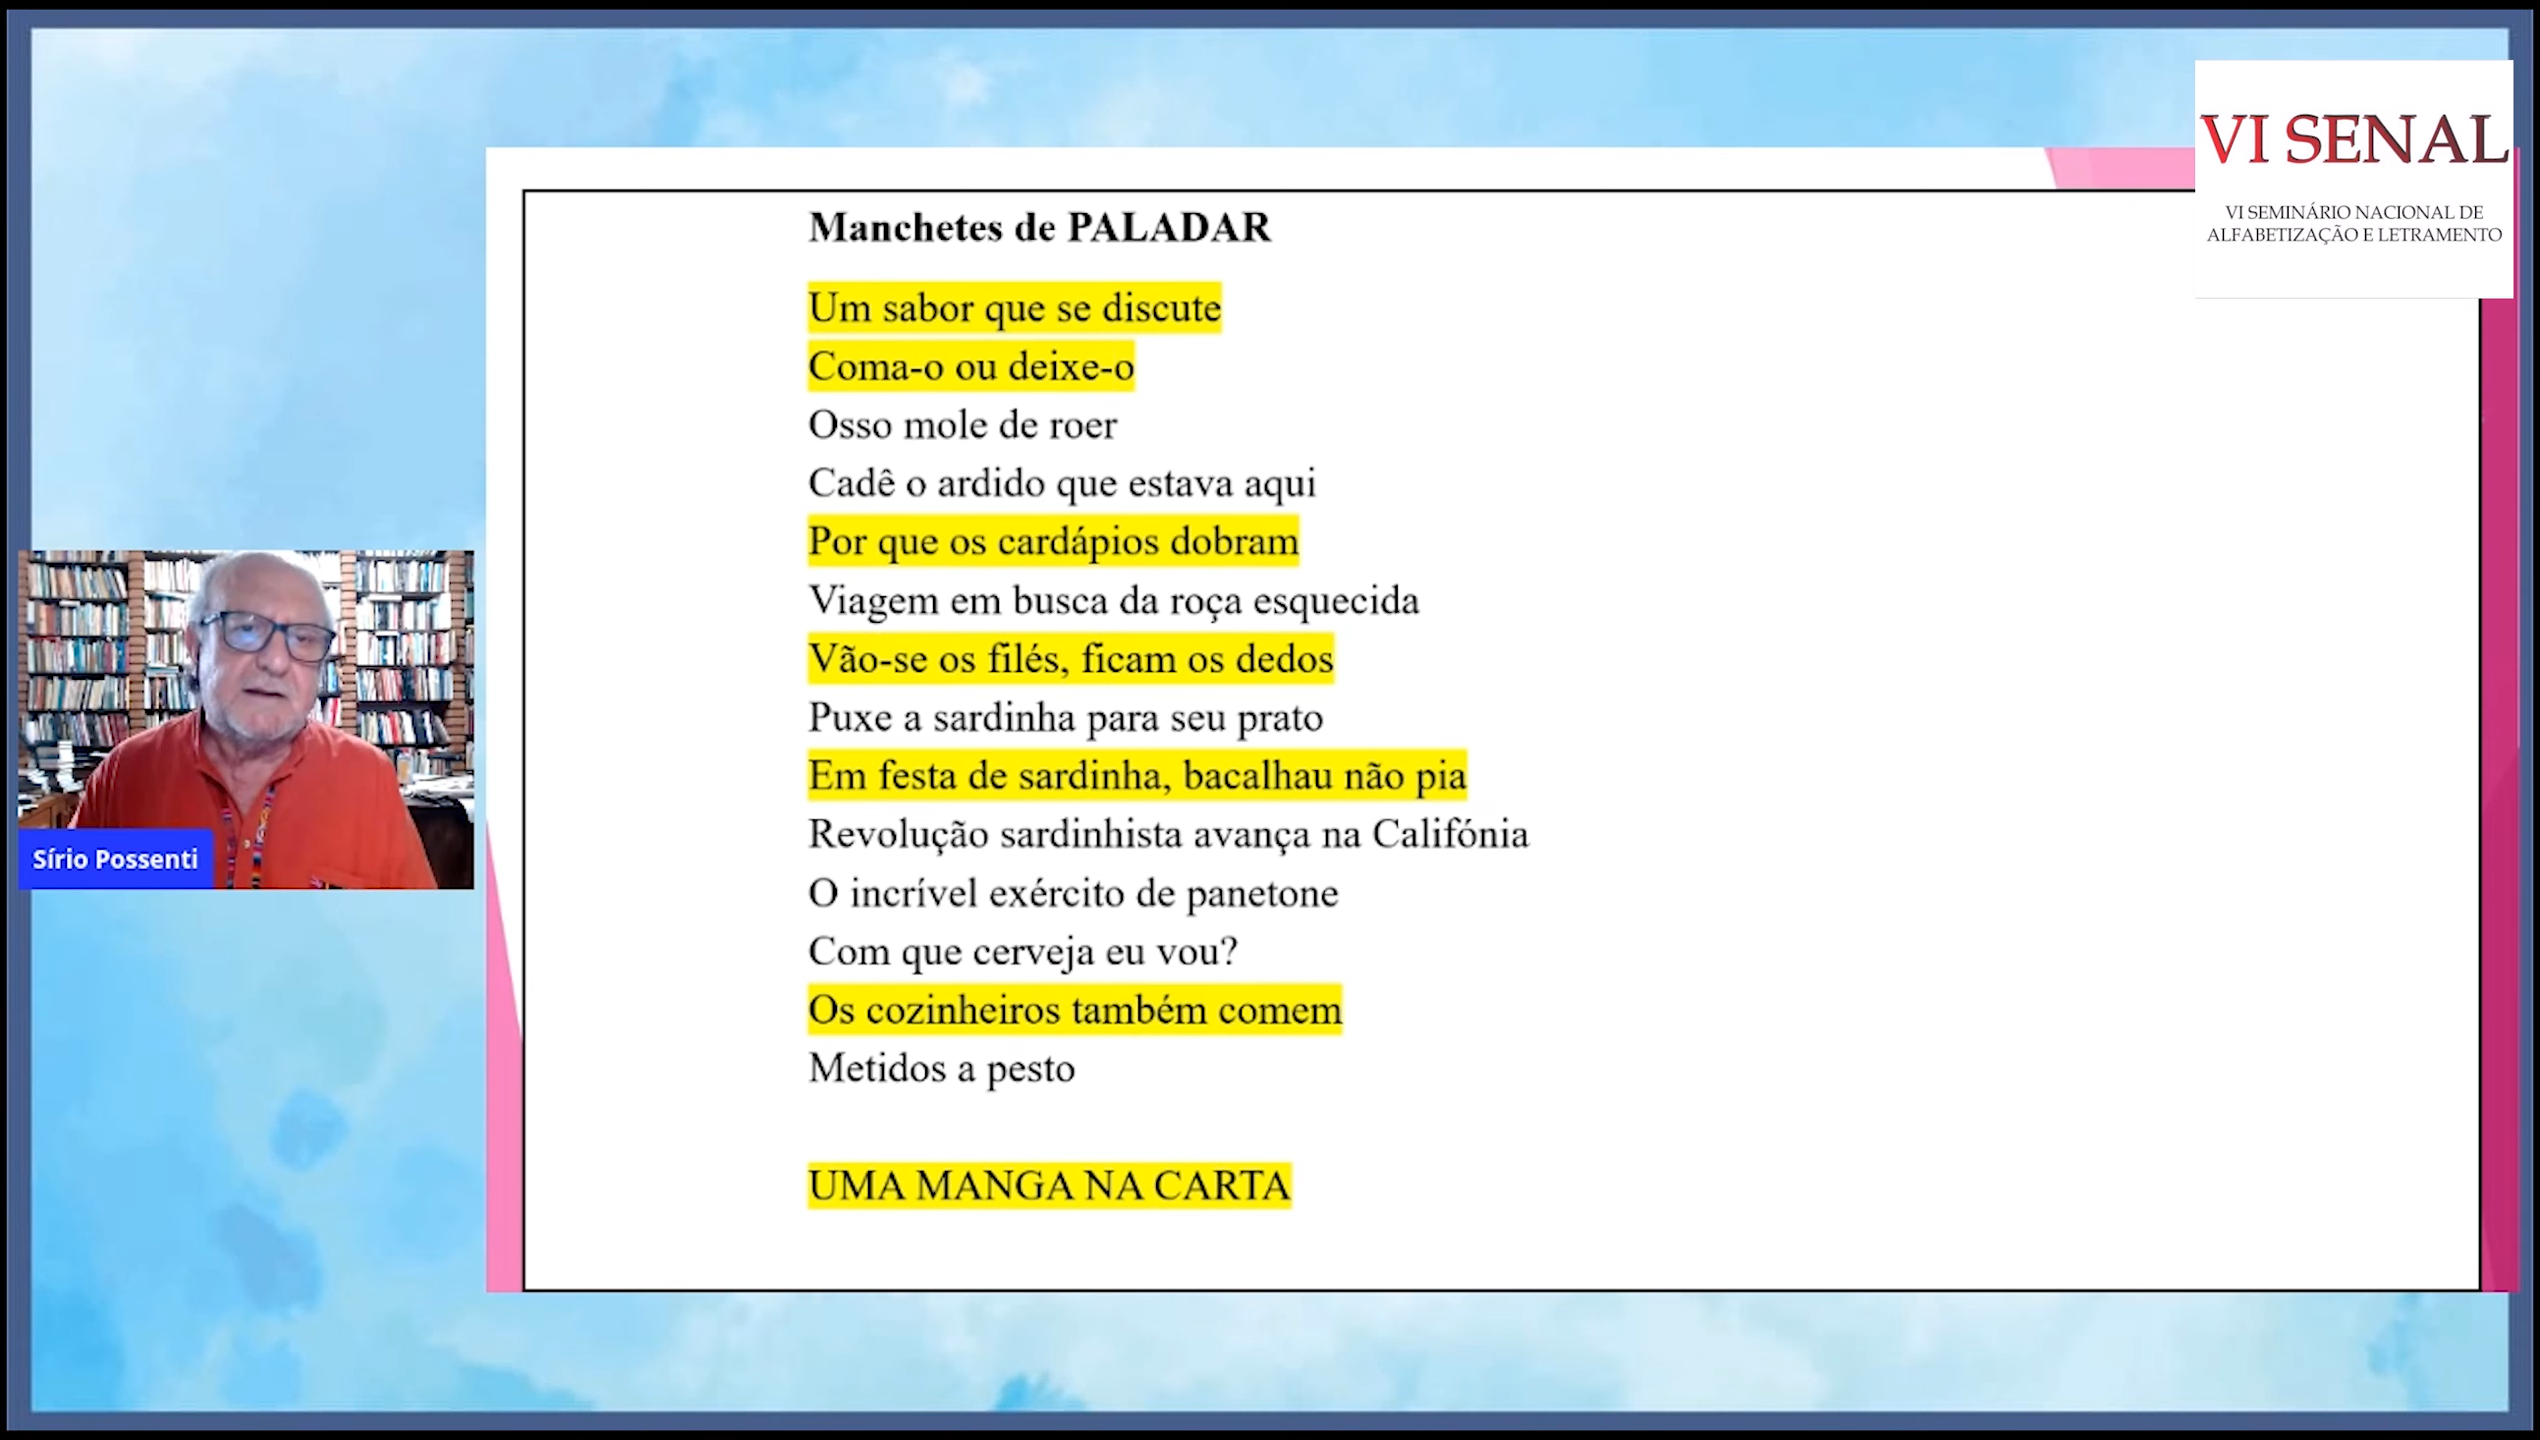 VI SENAL
VI SEMINÁRIO NACIONAL DE
ALFABETIZAÇÃO E LETRAMENTO
Manchetes de PALADAR
Um sabor que se discute
Coma-o ou deixe-o
Osso mole de roer
Cadê o ardido que estava aqui
Por que os cardápios dobram
Viagem em busca da roça esquecida
Vão-se os filés, ficam os dedos
Puxe a sardinha para seu prato
Em festa de sardinha, bacalhau não pia
Revolução sardinhista avança na Califónia
O incrível exército de panetone
Com que cerveja eu vou?
Os cozinheiros também comem
Metidos a pesto
UMA MANGA NA CARTA
Sírio Possenti